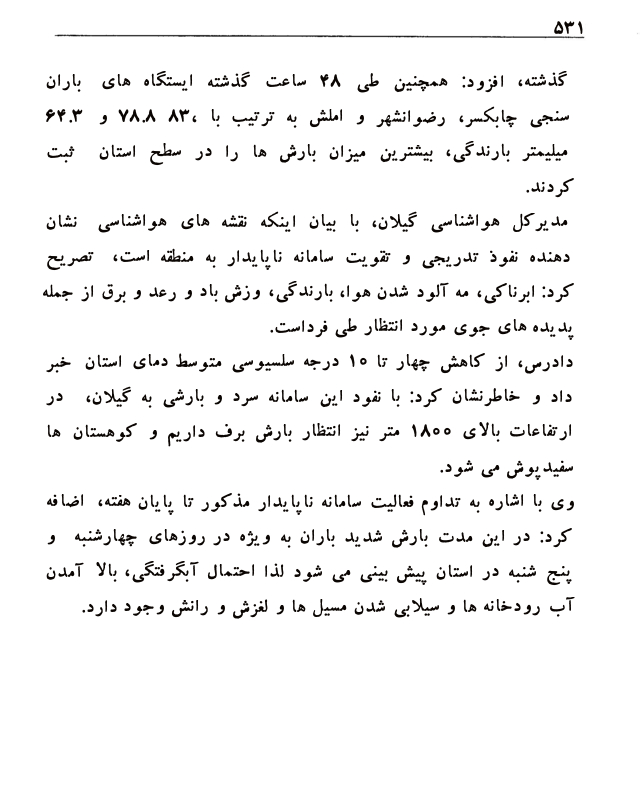 ۵۳۱
گذشته، افزود: همچنین طی ۴۸ ساعت گذشته ایستگاه های باران
سنجی چابکسر، رضوانشهر و املش به ترتیب با ،۸۳ ۷۸.۸ و ۶۴.۳
میلیمتر بارندگی، بیشترین میزان بارش ها را در سطح استان ثبت
کردند.
مدیرکل هواشناسی گیلان، با بیان اینکه نقشه های هواشناسی نشان
دهنده نفوذ تدریجی و تقویت سامانه ناپایدار به منطقه است، تصریح
کرد: ابرناکی، مه آلود شدن هوا، بارندگی، وزش باد و رعد و برق از جمله
پدیده های جوی مورد انتظار طی فرداست.
دادرس، از کاهش چهار تا ۱۰ درجه سلسیوسی متوسط دمای استان خبر
داد و خاطرنشان کرد: با نفود این سامانه سرد و بارشی به گیلان، در
ارتفاعات بالای ۱۸۰۰ متر نیز انتظار بارش برف داریم و کوهستان ها
سفیدپوش می شود.
وی با اشاره به تداوم فعالیت سامانه ناپایدار مذکور تا پایان هفته، اضافه
کرد: در این مدت بارش شدید باران به ویژه در روزهای چهارشنبه و
پنج شنبه در استان پیش بینی می شود لذا احتمال آبگرفتگی، بالا آمدن
آب رودخانه ها و سیلابی شدن مسیل ها و لغزش و رانش وجود دارد.